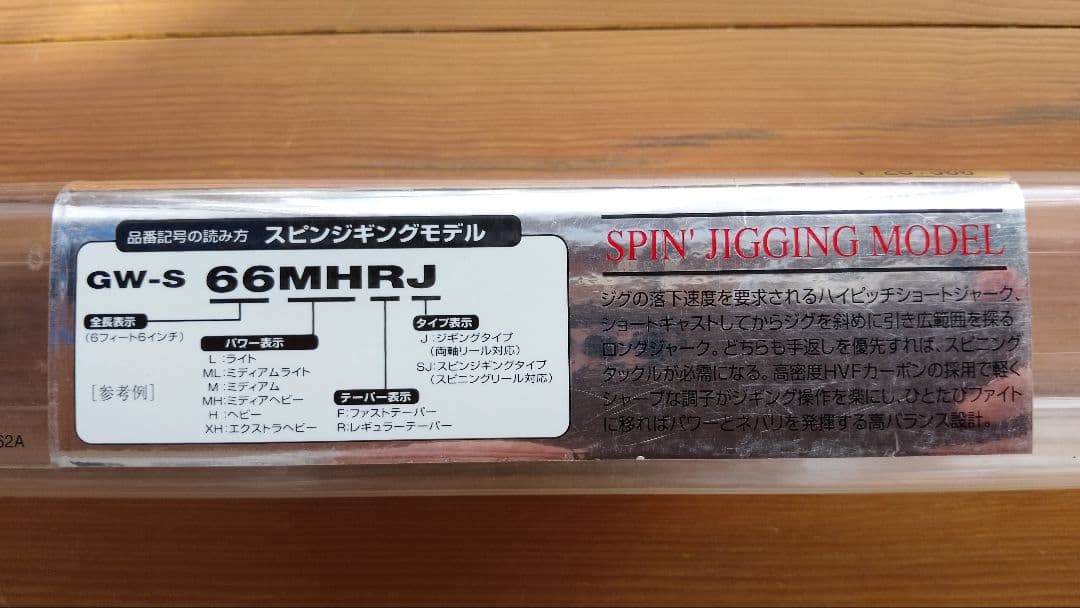 品番記号の読み方 スピンジギングモデル
GW-S 66MHRJ
全長表示
(6フィート6インチ)
[参考例]
パワー表示
L:ライト
ML:ミディアムライト
M:ミディアム
MH:ミディアムヘビー
H:ヘビー
XH:エクストラヘビー
テーパー表示
F:ファストテーパー
R:レギュラーテーパー
タイプ表示
J:ジギングタイプ
(両軸リール対応)
SJ:スピンジギングタイプ
(スピニングリール対応)
SPIN' JIGGING MODEL
ジグの落下速度を要求されるハイピッチショートジャーク、
ショートキャストしてからジグを斜めに引き広範囲を探る
ロングジャーク。どちらも手返しを優先すれば、スピニング
タックルが必需になる。高密度HVFカーボンの採用で軽く
シャープな調子がジギング操作を楽にし、ひとたびファイト
に移ればパワーとネバリを発揮する高バランス設計。
62A